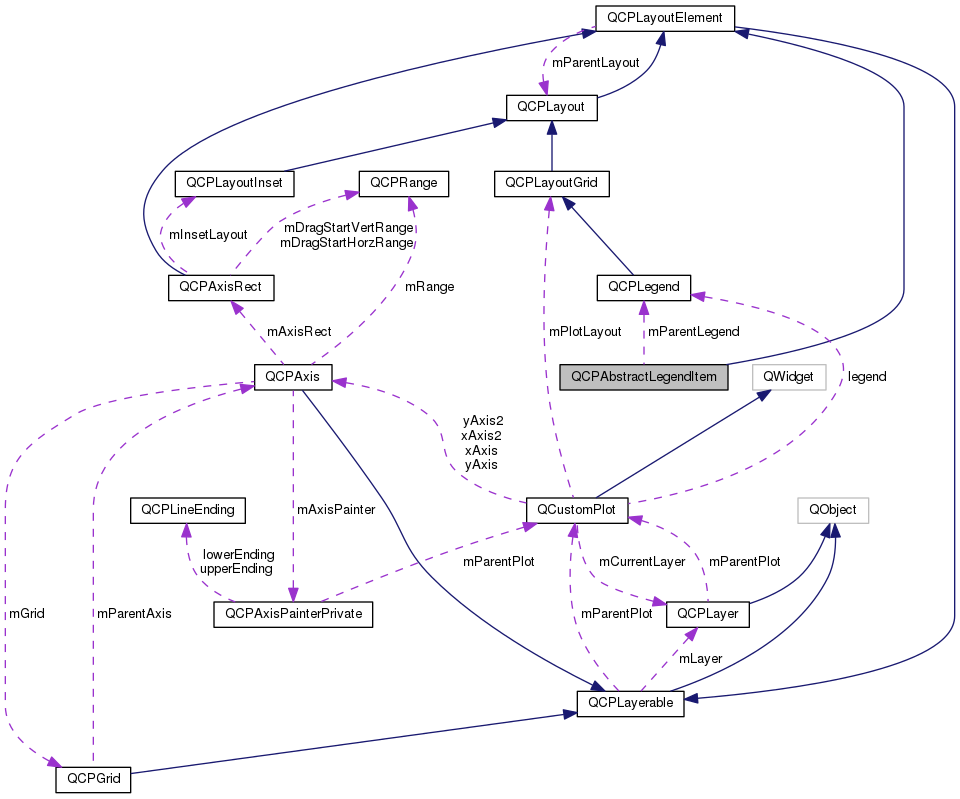 QCPLayoutElement
mParentLayout
QCPLayout
QCPLayoutInset
QCPRange
QCPLayoutGrid
mDragStartVertRange
mDragStartHorzRange
mInsetLayout
QCPAxisRect
mRange
QCPLegend
mAxisRect
mPlotLayout
mParentLegend
QCPAxis
QCPAbstractLegendItem
QWidget
legend
yAxis2
xAxis2
xAxis
yAxis
QCPLineEnding
mAxisPainter
QCustomPlot
QObject
lowerEnding
upperEnding
mParentPlot
mCurrentLayer
mParentPlot
mGrid
mParentAxis
QCPAxisPainterPrivate
mParentPlot
QCPLayer
mLayer
QCPLayerable
QCPGrid